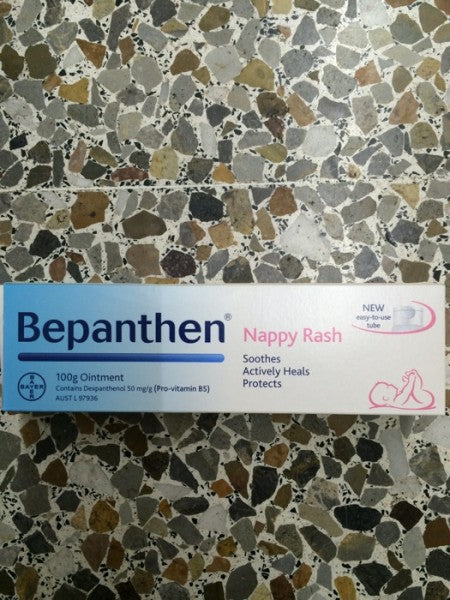 Bepanthen®
Nappy Rash
Soothes
Actively Heals
Protects
NEW
easy-to-use
tube
100g Ointment
Contains Dexpanthenol 50 mg/g (Pro-vitamin B5)
AUST L 97936
BAYER